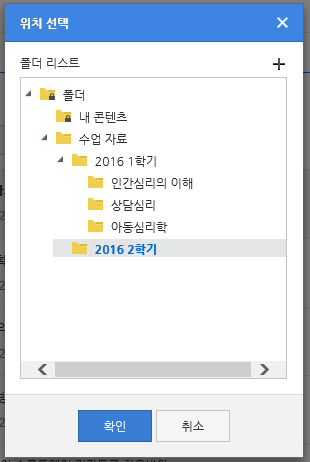 위치 선택
폴더 리스트
폴더
내 콘텐츠
수업 자료
2016 1학기
인간심리의 이해
상담심리
아동심리학
2016 2학기
확인
취소